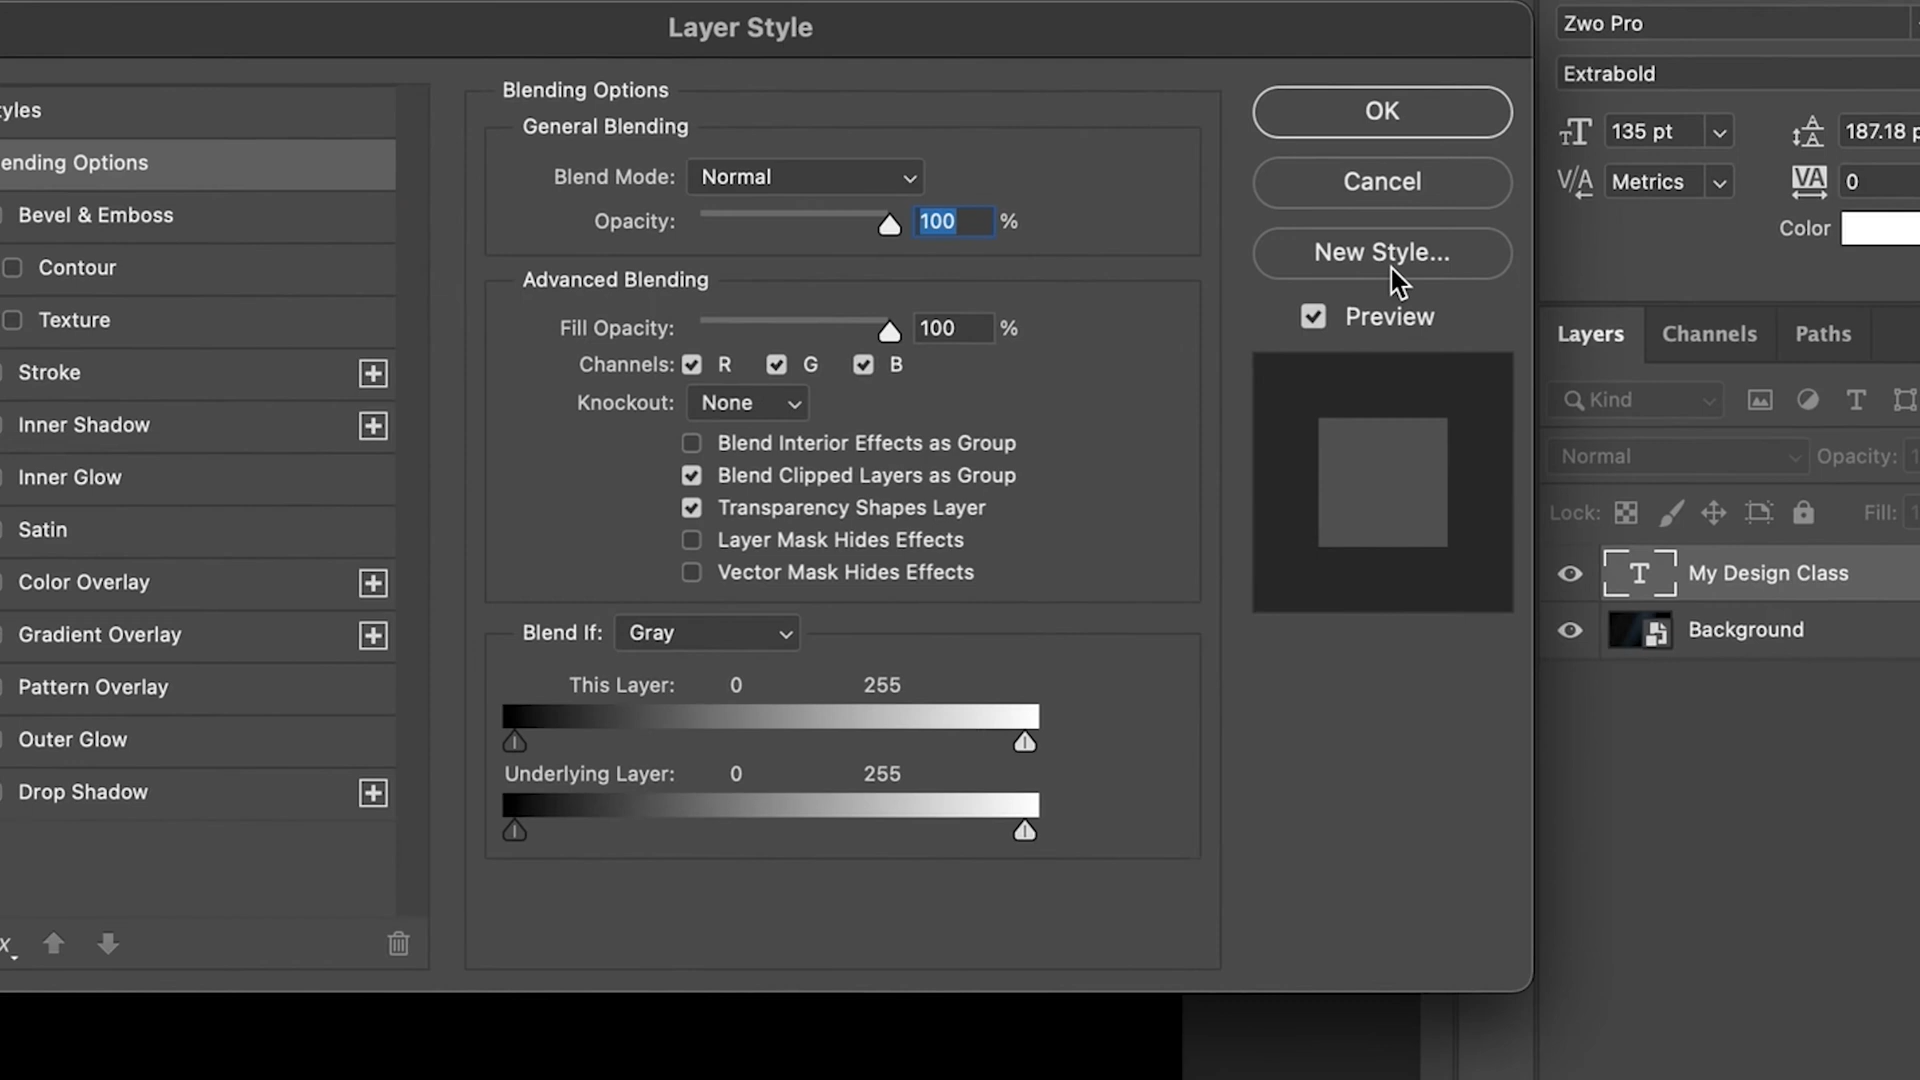 Layer Style
tyles
ending Options
Bevel & Emboss
Contour
Texture
Stroke
Inner Shadow
Inner Glow
Satin
Color Overlay
Gradient Overlay
Pattern Overlay
Outer Glow
Drop Shadow
Blending Options
General Blending
Blend Mode: Normal
Opacity: 100 %
Advanced Blending
Fill Opacity: 100 %
Channels: R G B
Knockout: None
Blend Interior Effects as Group
Blend Clipped Layers as Group
Transparency Shapes Layer
Layer Mask Hides Effects
Vector Mask Hides Effects
Blend If: Gray
This Layer: 0 255
Underlying Layer: 0 255
OK
Cancel
New Style...
Preview
Zwo Pro
Extrabold
135 pt 187.18 p
Metrics 0
Color
Layers Channels Paths
Kind
Normal Opacity: 1
Lock: Fill: 1
My Design Class
Background